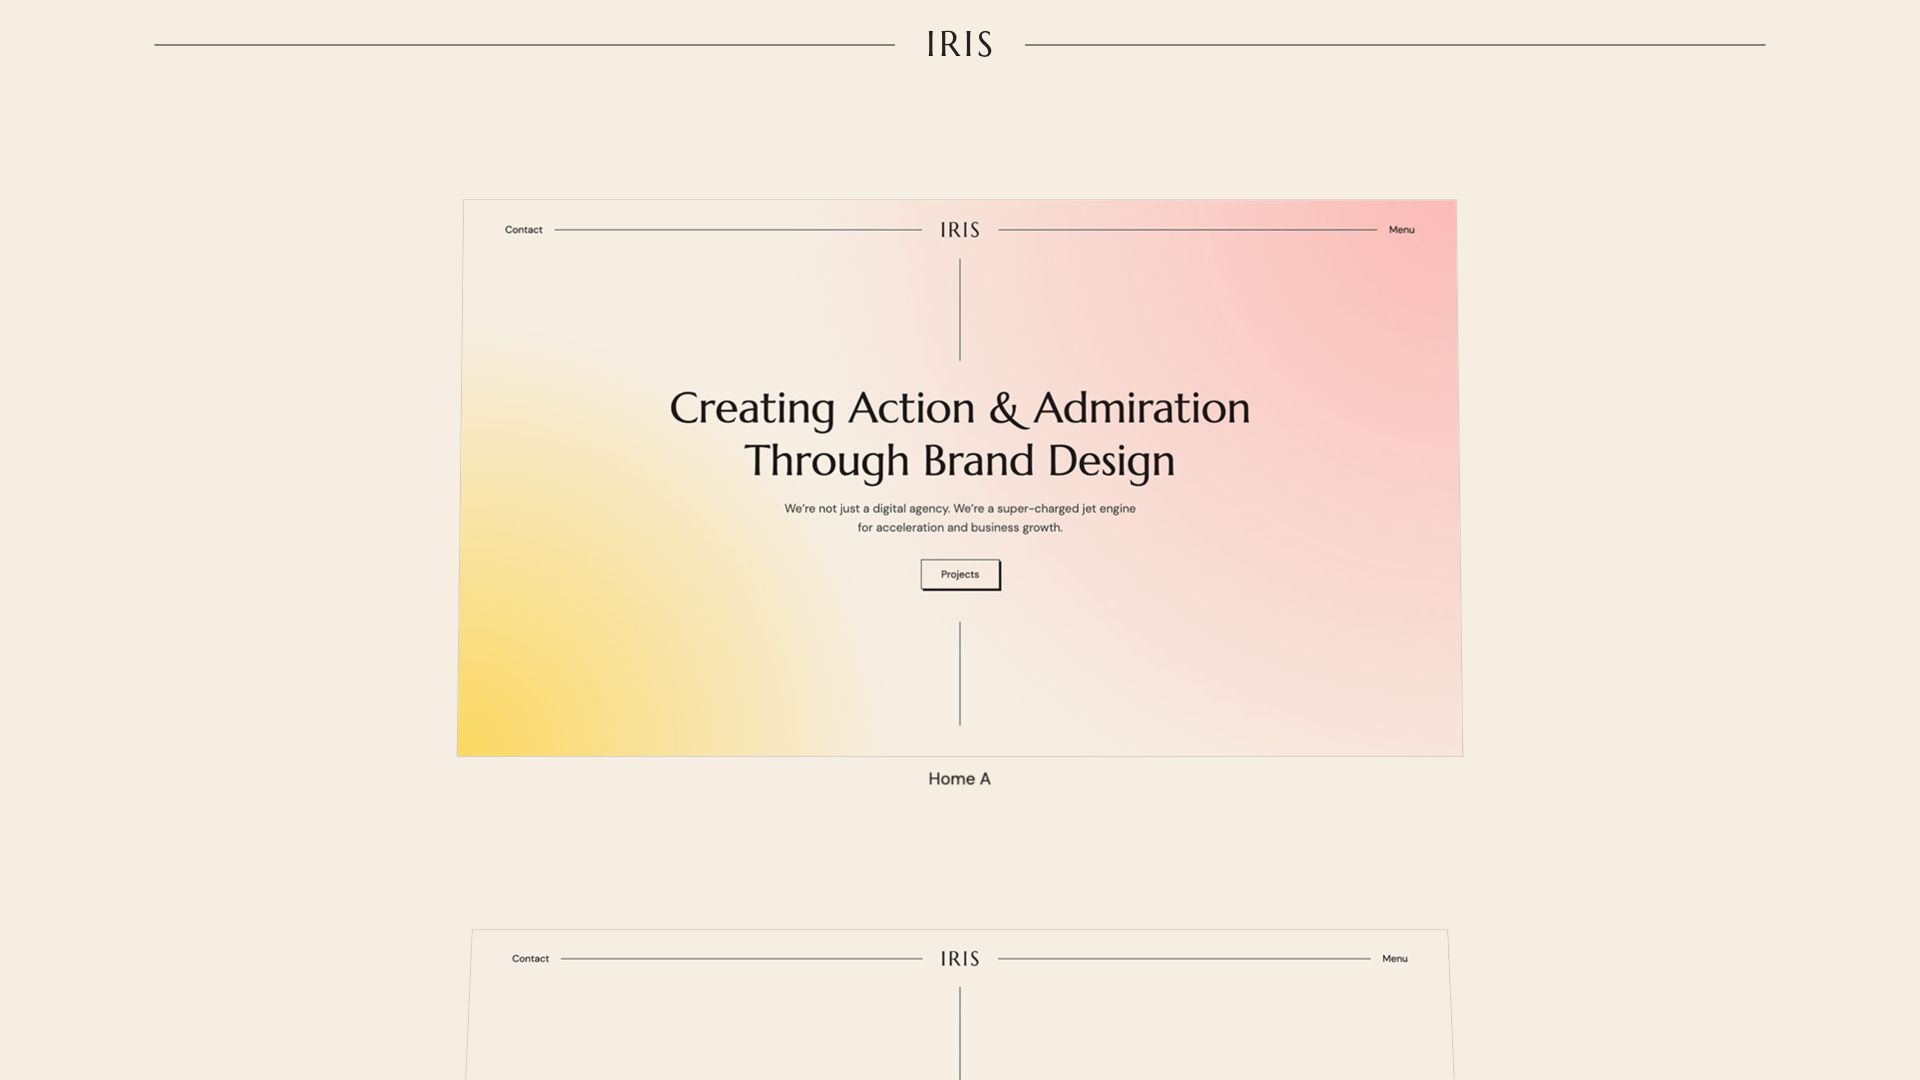 IRIS
Contact IRIS Menu
Creating Action & Admiration
Through Brand Design
We're not just a digital agency. We're a super-charged jet engine
for acceleration and business growth.
Projects
Home A
Contact IRIS Menu